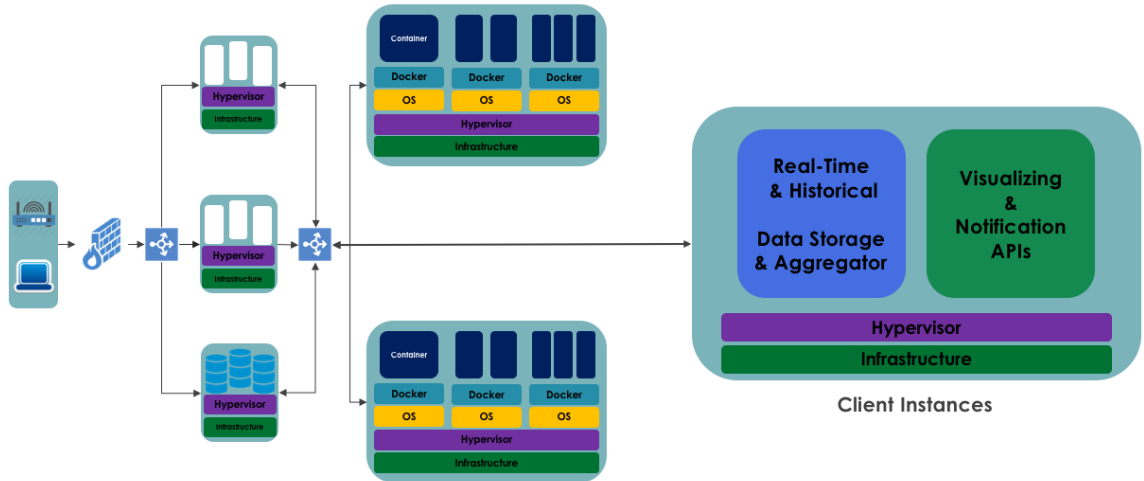 Hypervisor
Infrastructure
Hypervisor
Infrastructure
Hypervisor
Infrastructure
Container
Docker Docker Docker
OS OS OS
Hypervisor
Infrastructure
Container
Docker Docker Docker
OS OS OS
Hypervisor
Infrastructure
Real-Time
& Historical
Data Storage
& Aggregator
Visualizing
&
Notification
APIs
Hypervisor
Infrastructure
Client Instances